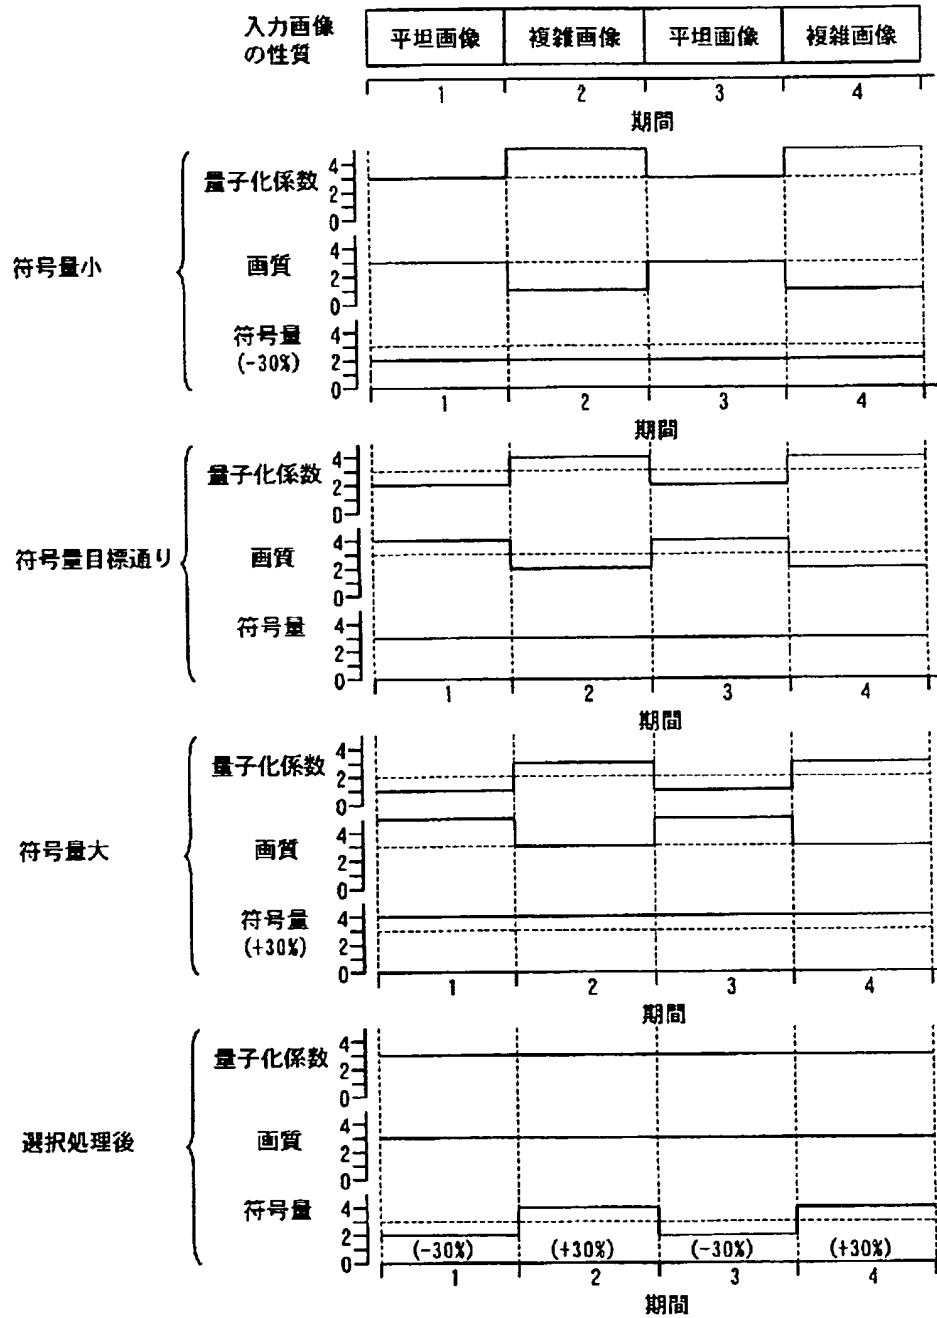 入力画像
の性質
平坦画像 複雑画像 平坦画像 複雑画像
1 2 3 4
期間
符号量小
量子化係数
4
2
0
画質
4
2
0
符号量
(-30%)
4
2
0
1 2 3 4
期間
符号量目標通り
量子化係数
4
2
0
画質
4
2
0
符号量
4
2
0
1 2 3 4
期間
符号量大
量子化係数
4
2
0
画質
4
2
0
符号量
(+30%)
4
2
0
1 2 3 4
期間
選択処理後
量子化係数
4
2
0
画質
4
2
0
符号量
4
2
0
(-30%) (+30%) (-30%) (+30%)
1 2 3 4
期間